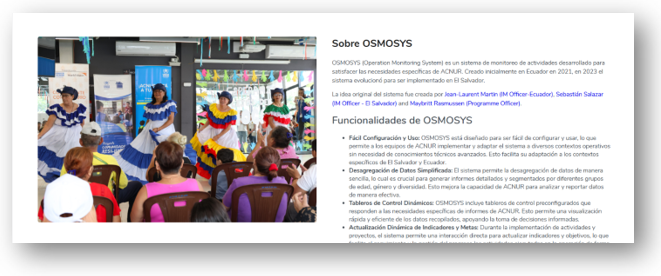 Sobre OSMOSYS
OSMOSYS (Operation Monitoring System) es un sistema de monitoreo de actividades desarrollado para
satisfacer las necesidades específicas de ACNUR. Creado inicialmente en Ecuador en 2021, en 2023 el
sistema evolucionó para ser implementado en El Salvador.
La idea original del sistema fue creada por Jean-Laurent Martin (IM Officer-Ecuador), Sebastián Salazar
(IM Officer - El Salvador) and Maybritt Rasmussen (Programme Officer).
Funcionalidades de OSMOSYS
• Fácil Configuración y Uso: OSMOSYS está diseñado para ser fácil de configurar y usar, lo que
permite a los equipos de ACNUR implementar y adaptar el sistema a diversos contextos operativos
sin necesidad de conocimientos técnicos avanzados. Esto facilita su adaptación a los contextos
específicos de El Salvador y Ecuador.
• Desagregación de Datos Simplificada: El sistema permite la desagregación de datos de manera
sencilla, lo cual es crucial para generar informes detallados y segmentados por diferentes grupos
de edad, género y diversidad. Esto mejora la capacidad de ACNUR para analizar y reportar datos
de manera efectiva.
• Tableros de Control Dinámicos: OSMOSYS incluye tableros de control preconfigurados que
responden a las necesidades específicas de informes de ACNUR. Esto permite una visualización
rápida y eficiente de los datos recopilados, apoyando la toma de decisiones informadas.
• Actualización Dinámica de Indicadores y Metas: Durante la implementación de actividades y
proyectos, el sistema permite una interacción directa para actualizar indicadores y objetivos, lo que